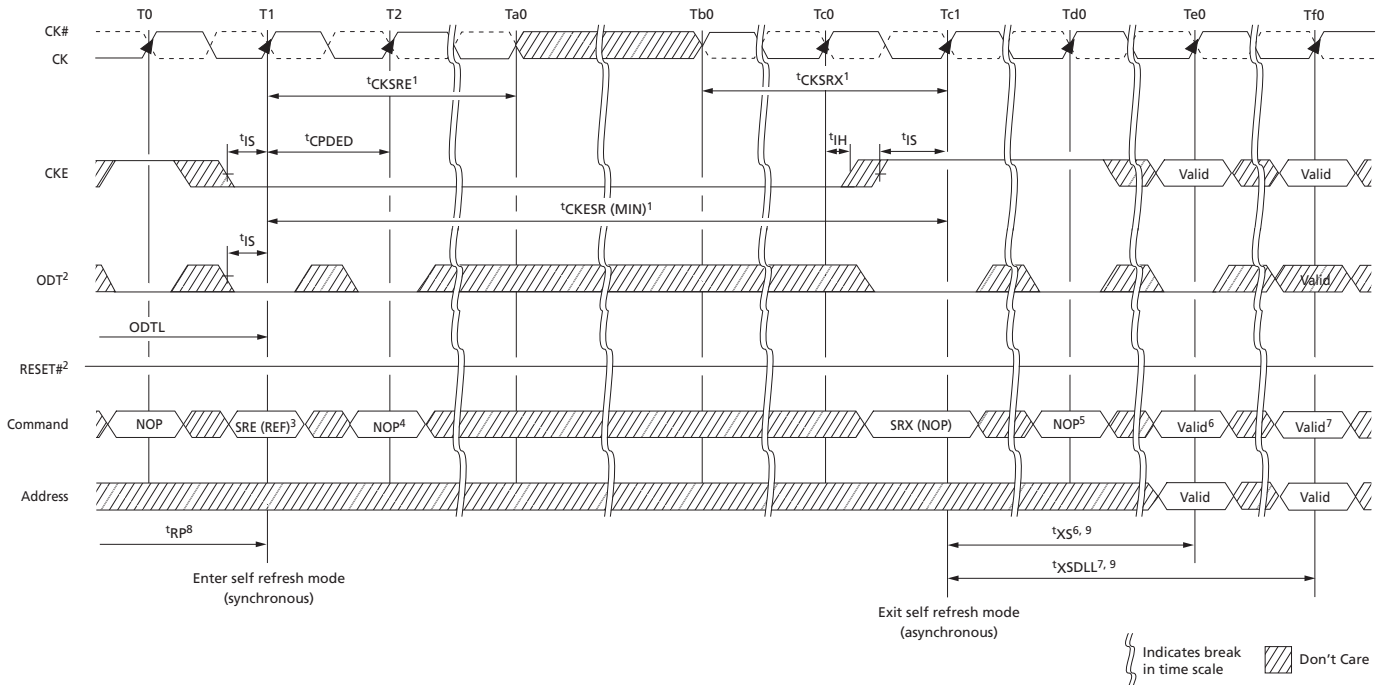 T0 T1 T2 Ta0 Tb0 Tc0 Tc1 Td0 Te0 Tf0
CK#
CK
tCKSRE1 tCKSRX1
tIS tCPDED tIH tIS
CKE Valid Valid
tCKESR (MIN)1
tIS
ODT2 Valid
ODTL
RESET#2
Command NOP SRE (REF)3 NOP4 SRX (NOP) NOP5 Valid6 Valid7
Address Valid Valid
tRP8 tXS6, 9
tXSDLL7, 9
Enter self refresh mode
(synchronous)
Exit self refresh mode
(asynchronous)
Indicates break
in time scale
Don't Care